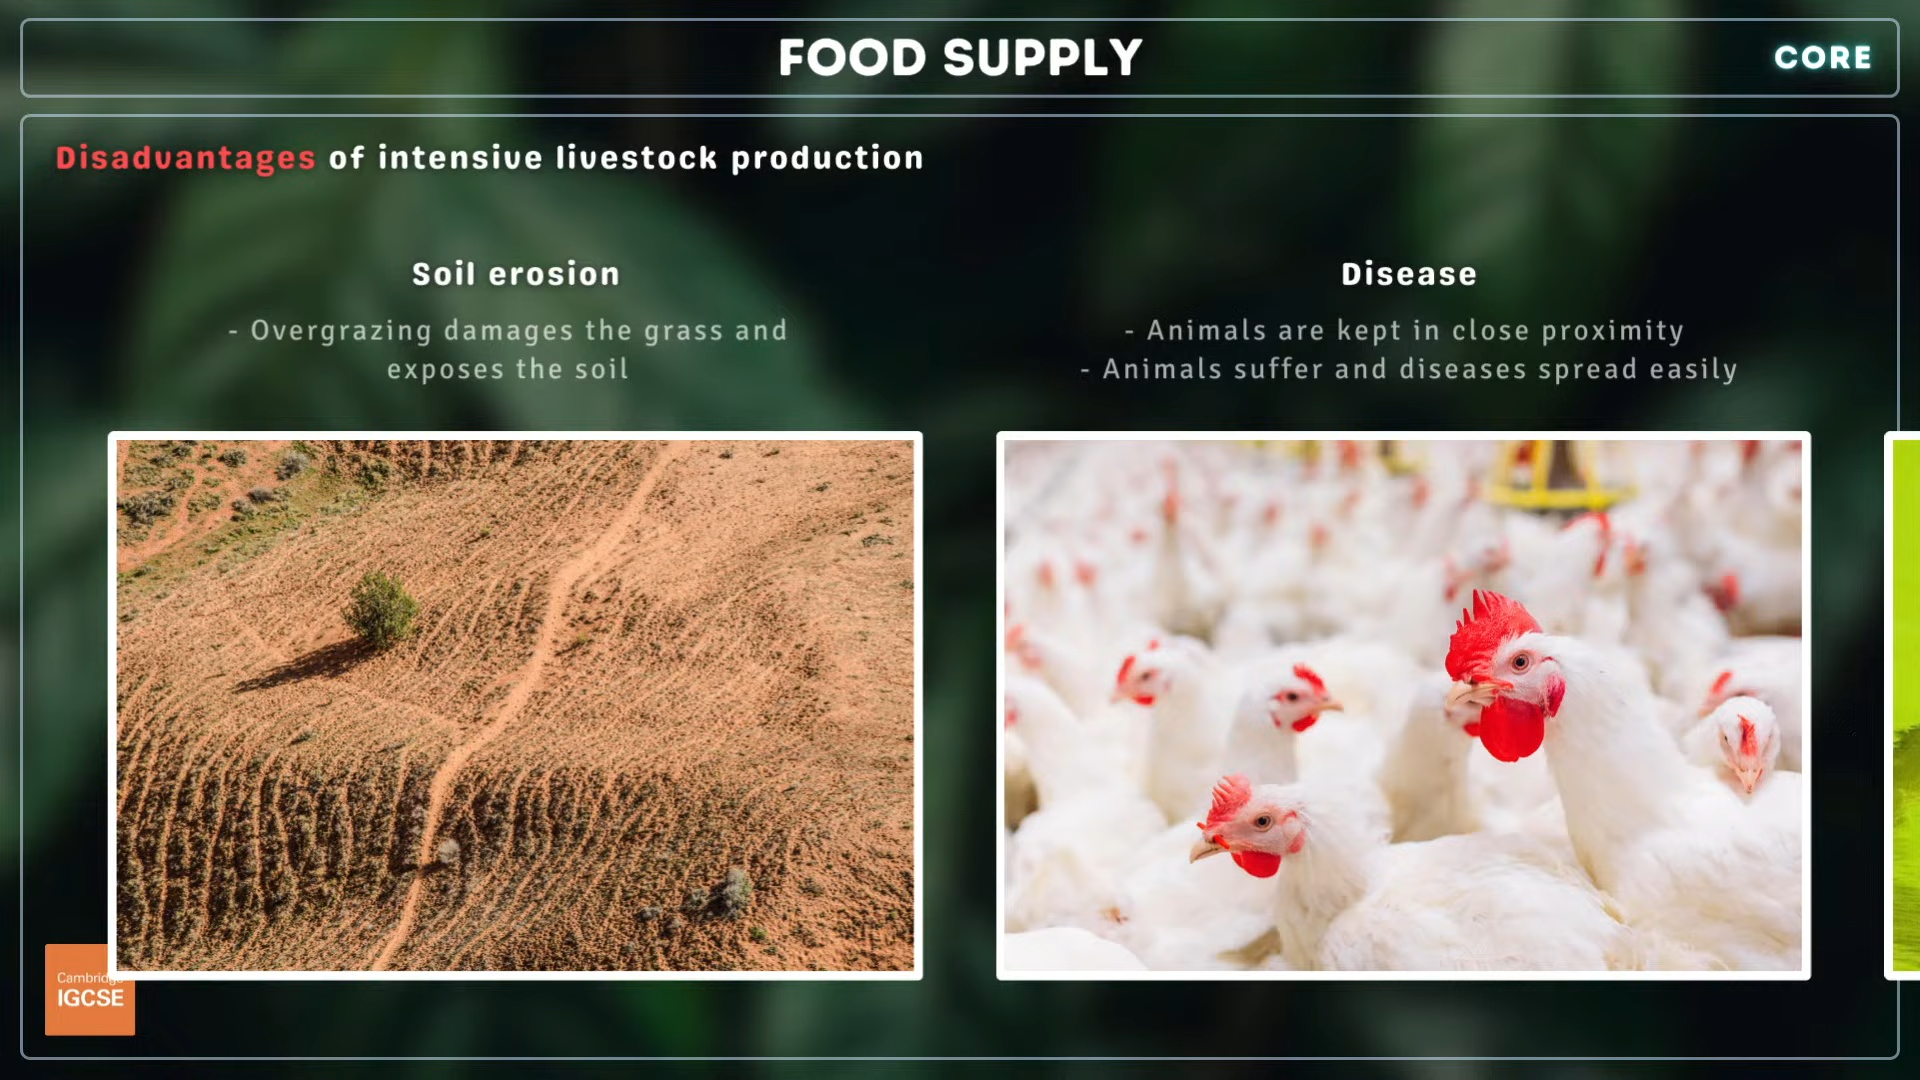 FOOD SUPPLY
CORE
Disadvantages of intensive livestock production
Soil erosion
- Overgrazing damages the grass and
exposes the soil
Disease
- Animals are kept in close proximity
- Animals suffer and diseases spread easily
Cambridg
IGCSE